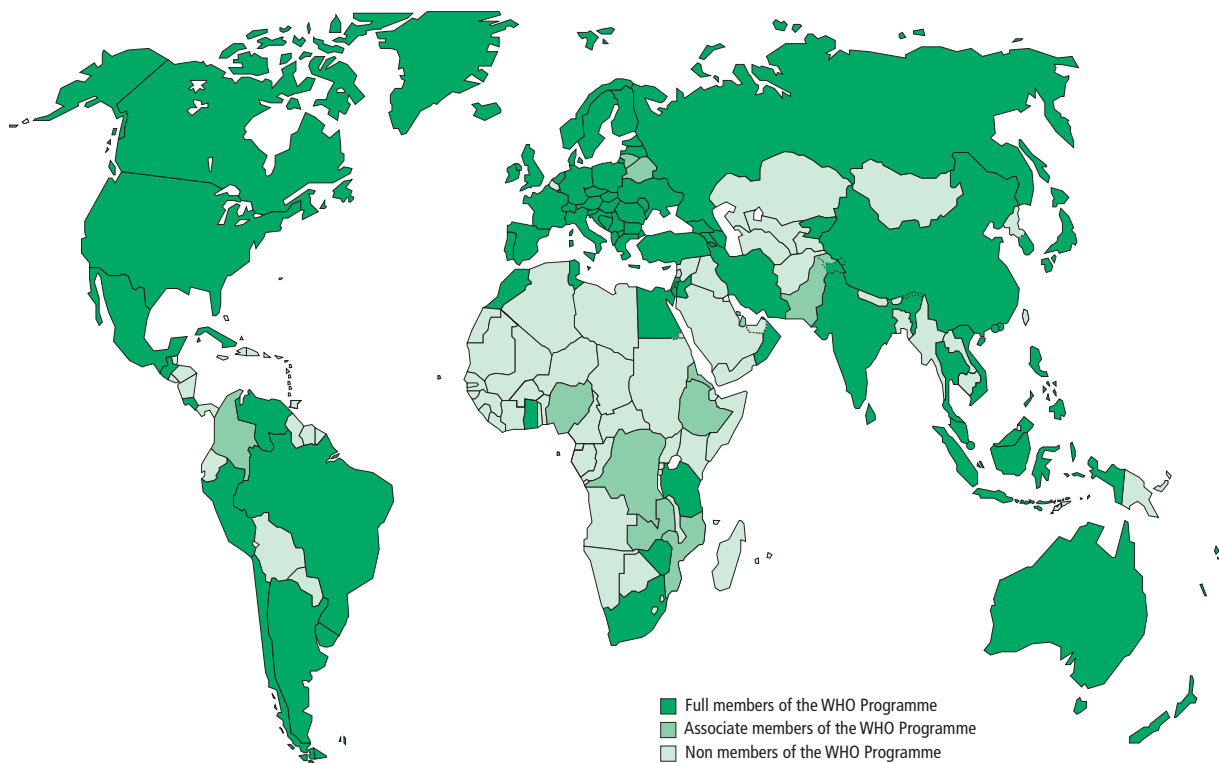 Full members of the WHO Programme
Associate members of the WHO Programme
Non members of the WHO Programme